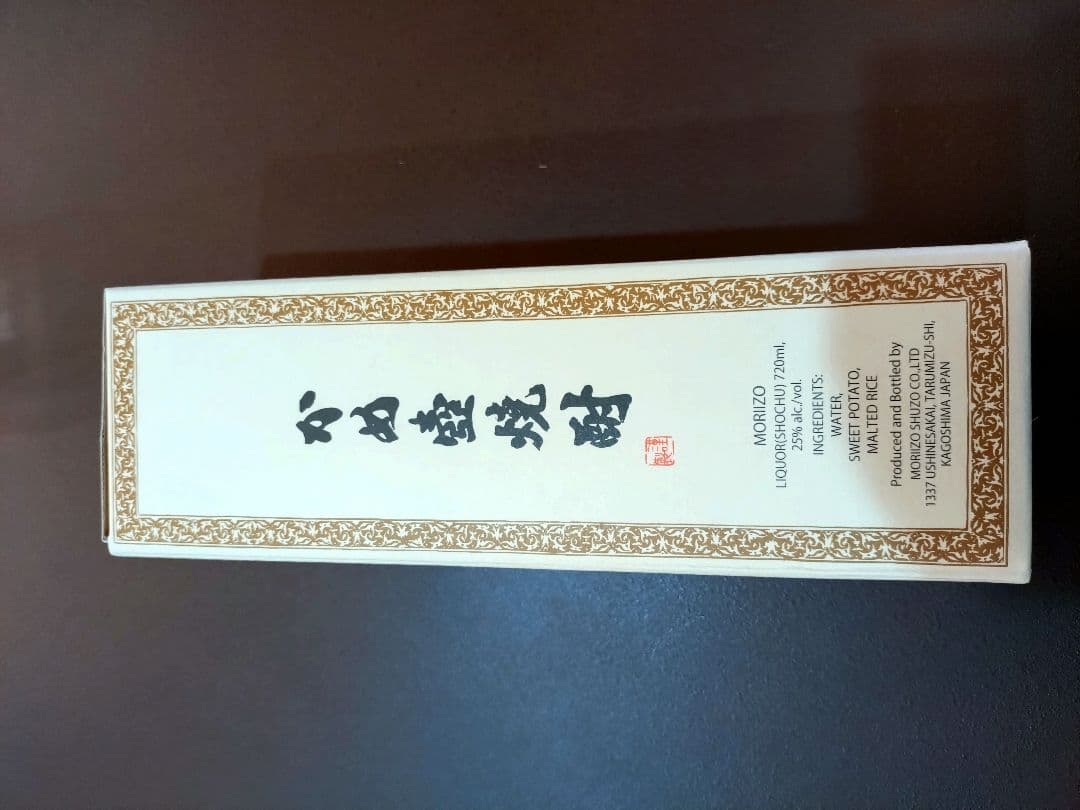 かめ壺焼酎
MORIIZO
LIQUOR(SHOCHU) 720ml,
25% alc./vol.
INGREDIENTS:
WATER,
SWEET POTATO,
MALTED RICE
Produced and Bottled by
MORIIZO SHUZO CO.,LTD
1337 USHINESAKAI, TARUMIZU-SHI,
KAGOSHIMA JAPAN